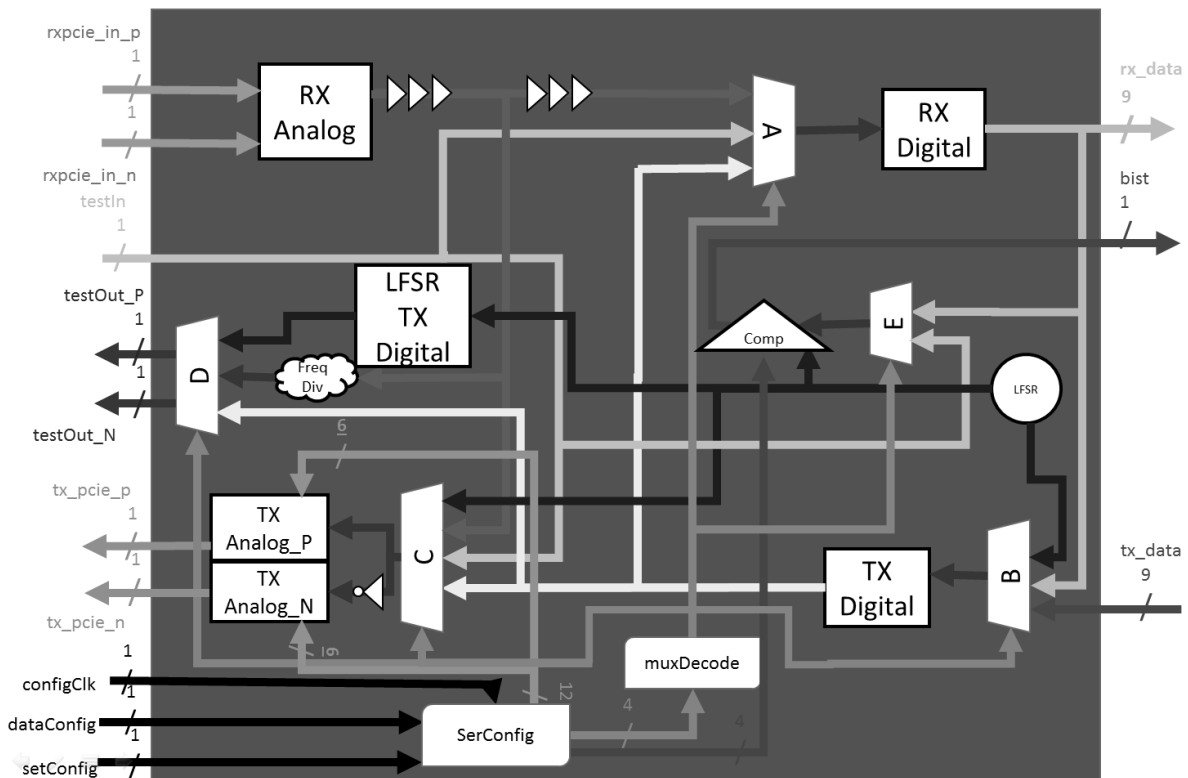 rxpcie_in_p
1
RX
Analog
1
rxpcie_in_n
A
RX
Digital
rx_data
9
bist
1
testIn
1
testOut_P
1
1
testOut_N
LFSR
TX
Digital
D
Freq
Div
Comp
E
LFSR
6
tx_pcie_p
1
1
tx_pcie_n
TX
Analog_P
TX
Analog_N
C
TX
Digital
B
tx_data
9
6
muxDecode
1
configClk
1
dataConfig
1
setConfig
12
SerConfig
4
4